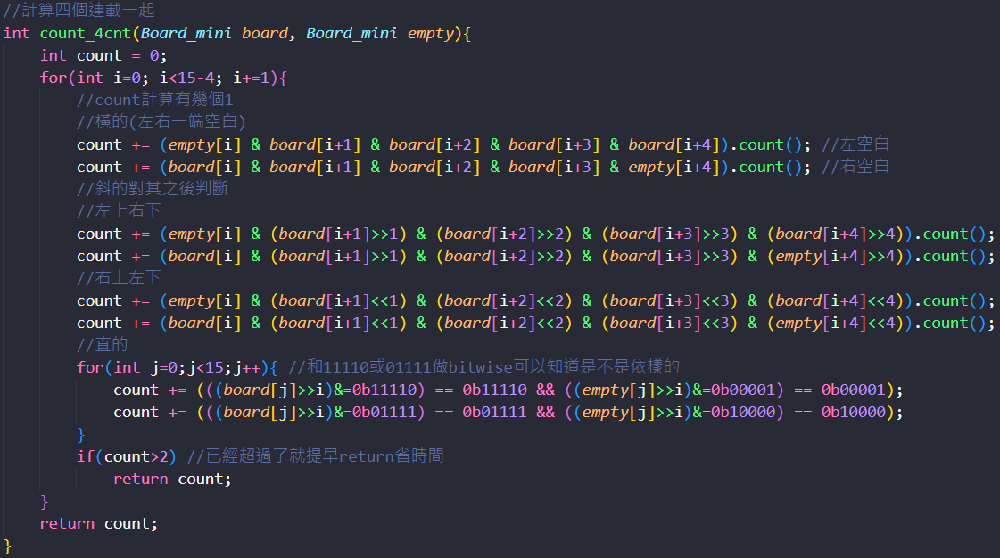 //計算四個連載一起
int count_4cnt(Board_mini board, Board_mini empty){
    int count = 0;
    for(int i=0; i<15-4; i+=1){
        //count計算有幾個1
        //橫的(左右一端空白)
        count += (empty[i] & board[i+1] & board[i+2] & board[i+3] & board[i+4]).count(); //左空白
        count += (board[i] & board[i+1] & board[i+2] & board[i+3] & empty[i+4]).count(); //右空白
        //斜的對其之後判斷
        //左上右下
        count += (empty[i] & (board[i+1]>>1) & (board[i+2]>>2) & (board[i+3]>>3) & (board[i+4]>>4)).count();
        count += (board[i] & (board[i+1]>>1) & (board[i+2]>>2) & (board[i+3]>>3) & (empty[i+4]>>4)).count();
        //右上左下
        count += (empty[i] & (board[i+1]<<1) & (board[i+2]<<2) & (board[i+3]<<3) & (board[i+4]<<4)).count();
        count += (board[i] & (board[i+1]<<1) & (board[i+2]<<2) & (board[i+3]<<3) & (empty[i+4]<<4)).count();
        //直的
        for(int j=0;j<15;j++){ //和11110或01111做bitwise可以知道是不是依樣的
            count += (((board[j]>>i)&=0b11110) == 0b11110 && ((empty[j]>>i)&=0b00001) == 0b00001);
            count += (((board[j]>>i)&=0b01111) == 0b01111 && ((empty[j]>>i)&=0b10000) == 0b10000);
        }
        if(count>2) //已經超過了就提早return省時間
            return count;
    }
    return count;
}